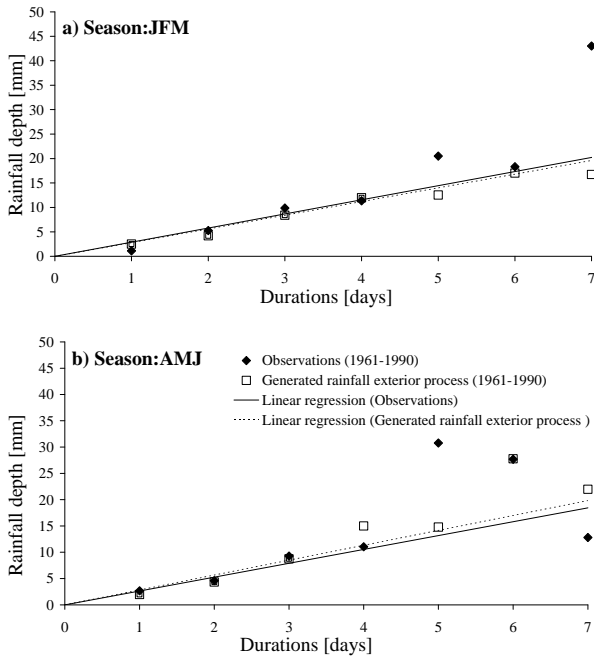 a) Season:JFM
Rainfall depth [mm]
50
45
40
35
30
25
20
15
10
5
0
0 1 2 3 4 5 6 7
Durations [days]
b) Season:AMJ
Observations (1961-1990)
Generated rainfall exterior process (1961-1990)
Linear regression (Observations)
Linear regression (Generated rainfall exterior process )
Rainfall depth [mm]
50
45
40
35
30
25
20
15
10
5
0
0 1 2 3 4 5 6 7
Durations [days]